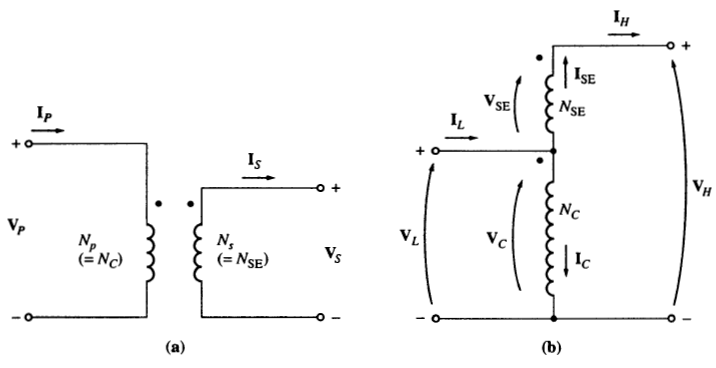 I_P
+
V_P
N_p
(= N_C)
−
I_S
+
N_s
(= N_SE)
V_S
−
(a)
I_H
+
I_SE
V_SE
N_SE
I_L
+
V_L
V_C
N_C
I_C
V_H
−
−
(b)